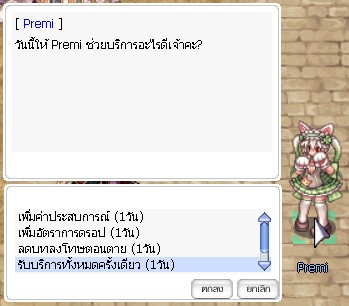 [ Premi ]
วันนี้ให้ Premi ช่วยบริการอะไรดีเจ้าคะ?
เพิ่มค่าประสบการณ์ (1วัน)
เพิ่มอัตราการดรอป (1วัน)
ลดบทลงโทษตอนตาย (1วัน)
รับบริการทั้งหมดครั้งเดียว (1วัน)
ตกลง
ยกเลิก
Premi